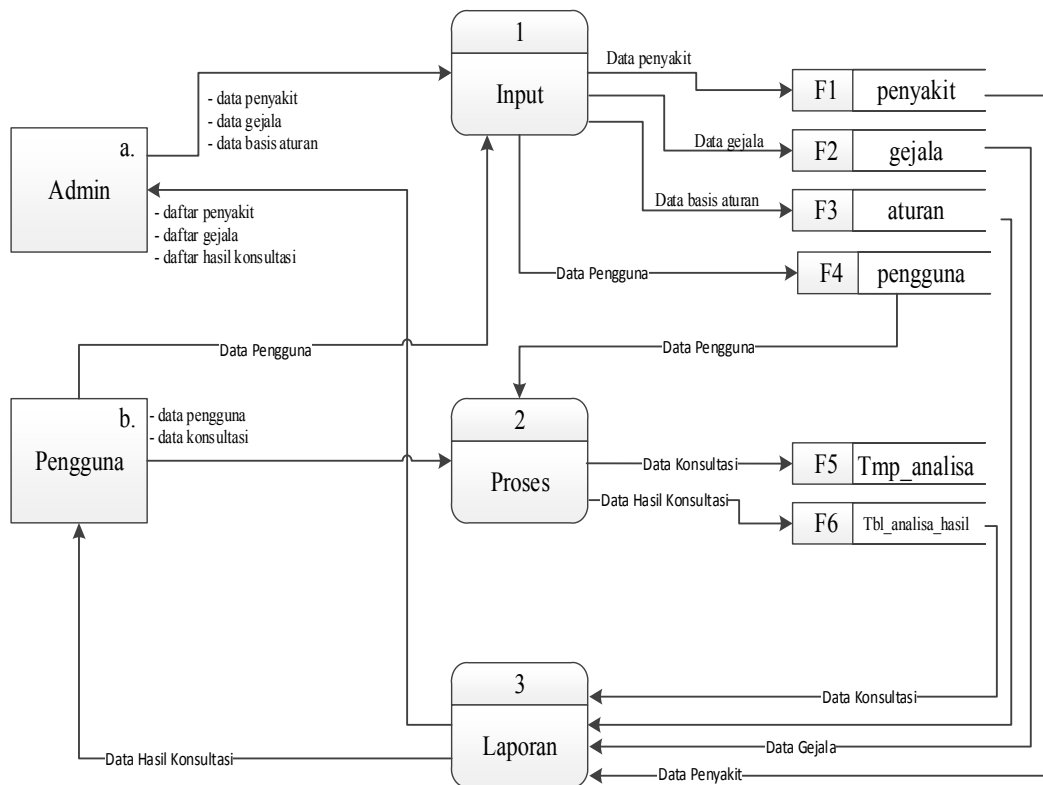 1
Input
Data penyakit
F1 penyakit
- data penyakit
- data gejala
- data basis aturan
a.
Admin
Data gejala
F2 gejala
Data basis aturan
F3 aturan
- daftar penyakit
- daftar gejala
- daftar hasil konsultasi
Data Pengguna
F4 pengguna
Data Pengguna
Data Pengguna
b.
Pengguna
- data pengguna
- data konsultasi
2
Proses
Data Konsultasi
F5 Tmp_analisa
Data Hasil Konsultasi
F6 Tbl_analisa_hasil
3
Laporan
Data Konsultasi
Data Gejala
Data Hasil Konsultasi
Data Penyakit